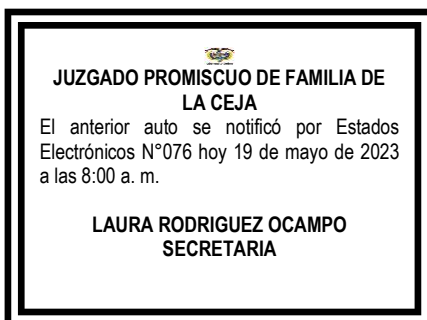 JUZGADO PROMISCUO DE FAMILIA DE
LA CEJA
El anterior auto se notificó por Estados
Electrónicos N°076 hoy 19 de mayo de 2023
a las 8:00 a. m.
LAURA RODRIGUEZ OCAMPO
SECRETARIA